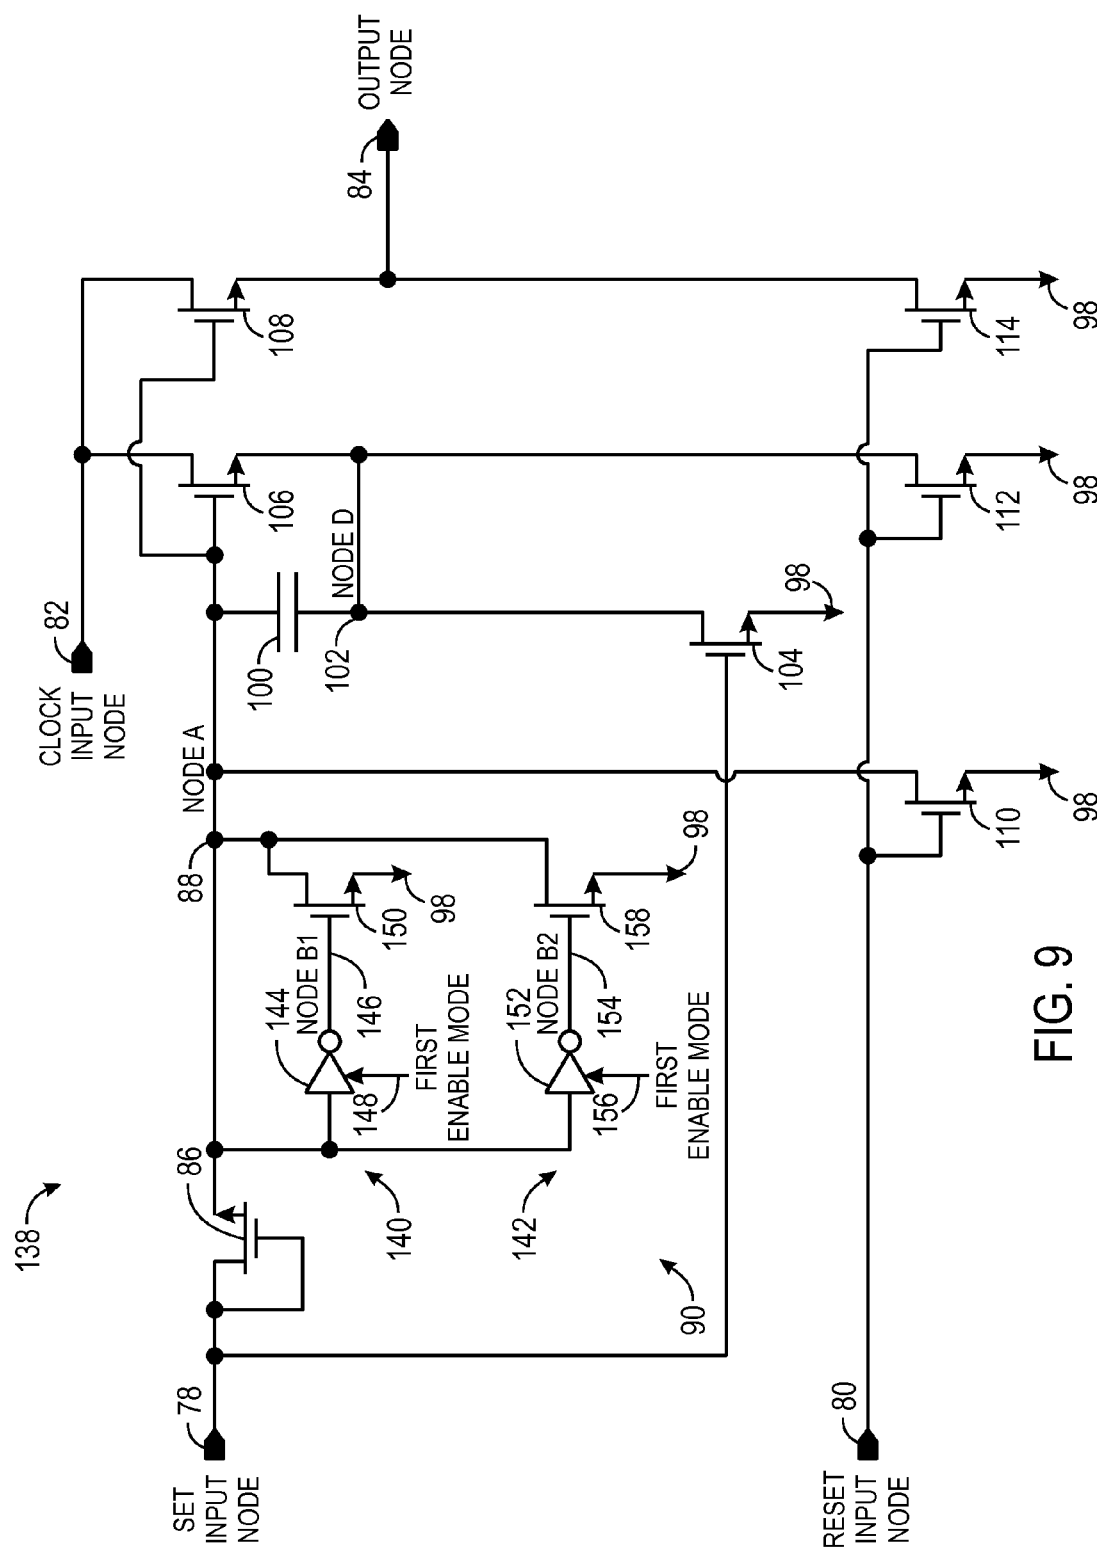 138
CLOCK
INPUT
NODE
82
SET
INPUT
NODE
78
86
88
NODE A
106
108
84
OUTPUT
NODE
100
102
NODE D
144
NODE B1
146
148
FIRST
ENABLE MODE
150
98
140
152
NODE B2
154
156
FIRST
ENABLE MODE
158
98
142
90
104
98
RESET
INPUT
NODE
80
110
98
112
98
114
98
FIG. 9